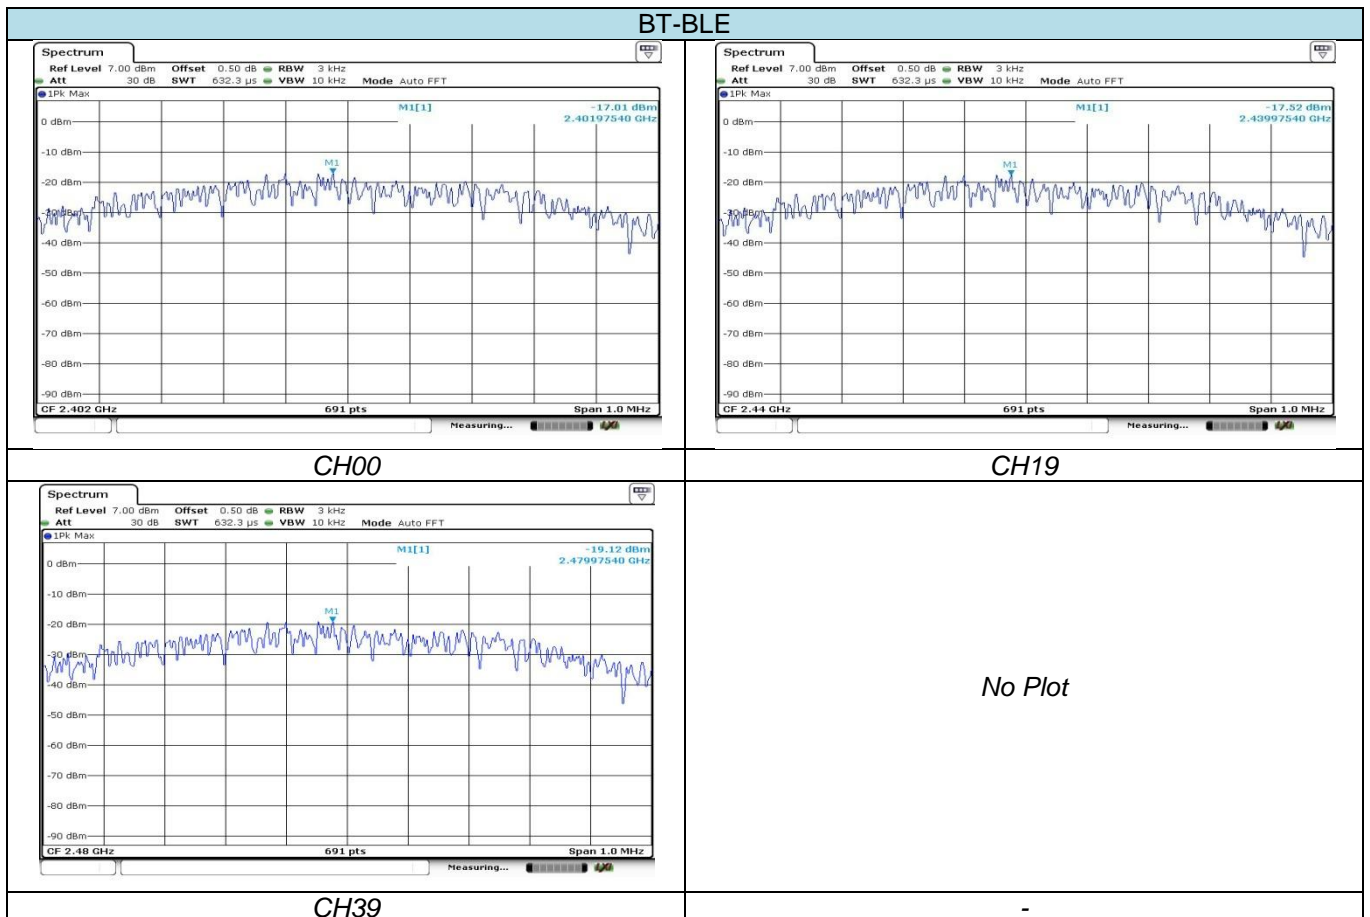 BT-BLE
Spectrum
Ref Level 7.00 dBm Offset 0.50 dB RBW 3 kHz
Att 30 dB SWT 632.3 µs VBW 10 kHz Mode Auto FFT
1Pk Max
M1[1] -17.01 dBm
2.40197540 GHz
0 dBm
-10 dBm
M1
-20 dBm
-30 dBm
-40 dBm
-50 dBm
-60 dBm
-70 dBm
-80 dBm
-90 dBm
CF 2.402 GHz 691 pts Span 1.0 MHz
Measuring...
CH00
Spectrum
Ref Level 7.00 dBm Offset 0.50 dB RBW 3 kHz
Att 30 dB SWT 632.3 µs VBW 10 kHz Mode Auto FFT
1Pk Max
M1[1] -17.52 dBm
2.43997540 GHz
0 dBm
-10 dBm
M1
-20 dBm
-30 dBm
-40 dBm
-50 dBm
-60 dBm
-70 dBm
-80 dBm
-90 dBm
CF 2.44 GHz 691 pts Span 1.0 MHz
Measuring...
CH19
Spectrum
Ref Level 7.00 dBm Offset 0.50 dB RBW 3 kHz
Att 30 dB SWT 632.3 µs VBW 10 kHz Mode Auto FFT
1Pk Max
M1[1] -19.12 dBm
2.47997540 GHz
0 dBm
-10 dBm
M1
-20 dBm
-30 dBm
-40 dBm
-50 dBm
-60 dBm
-70 dBm
-80 dBm
-90 dBm
CF 2.48 GHz 691 pts Span 1.0 MHz
Measuring...
CH39
No Plot
-